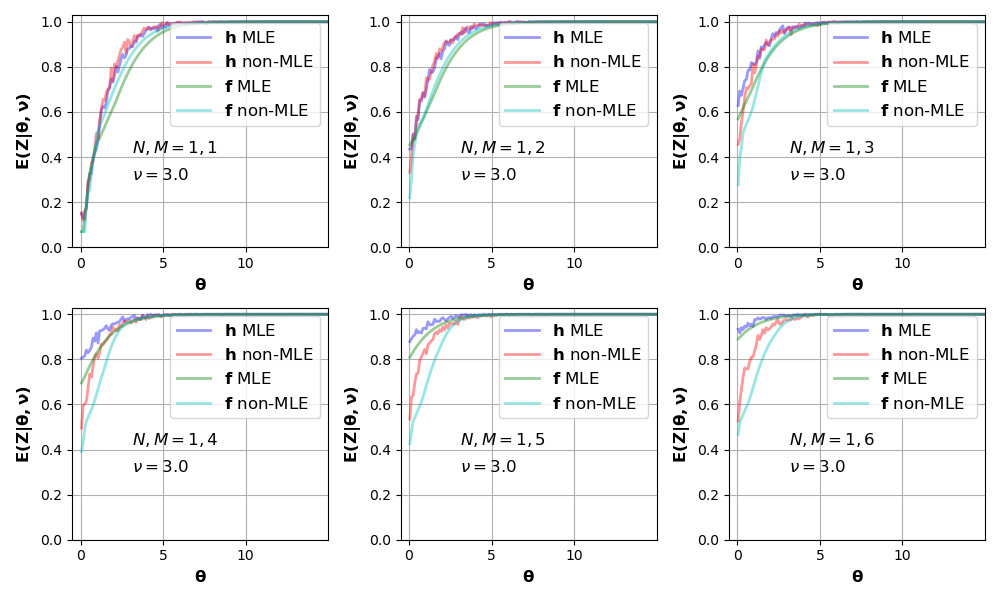 1.0
0.8
0.6
0.4
0.2
0.0
E(Z|θ, ν)
0 5 10
θ
h MLE
h non-MLE
f MLE
f non-MLE
N, M = 1, 1
ν = 3.0
1.0
0.8
0.6
0.4
0.2
0.0
E(Z|θ, ν)
0 5 10
θ
h MLE
h non-MLE
f MLE
f non-MLE
N, M = 1, 2
ν = 3.0
1.0
0.8
0.6
0.4
0.2
0.0
E(Z|θ, ν)
0 5 10
θ
h MLE
h non-MLE
f MLE
f non-MLE
N, M = 1, 3
ν = 3.0
1.0
0.8
0.6
0.4
0.2
0.0
E(Z|θ, ν)
0 5 10
θ
h MLE
h non-MLE
f MLE
f non-MLE
N, M = 1, 4
ν = 3.0
1.0
0.8
0.6
0.4
0.2
0.0
E(Z|θ, ν)
0 5 10
θ
h MLE
h non-MLE
f MLE
f non-MLE
N, M = 1, 5
ν = 3.0
1.0
0.8
0.6
0.4
0.2
0.0
E(Z|θ, ν)
0 5 10
θ
h MLE
h non-MLE
f MLE
f non-MLE
N, M = 1, 6
ν = 3.0